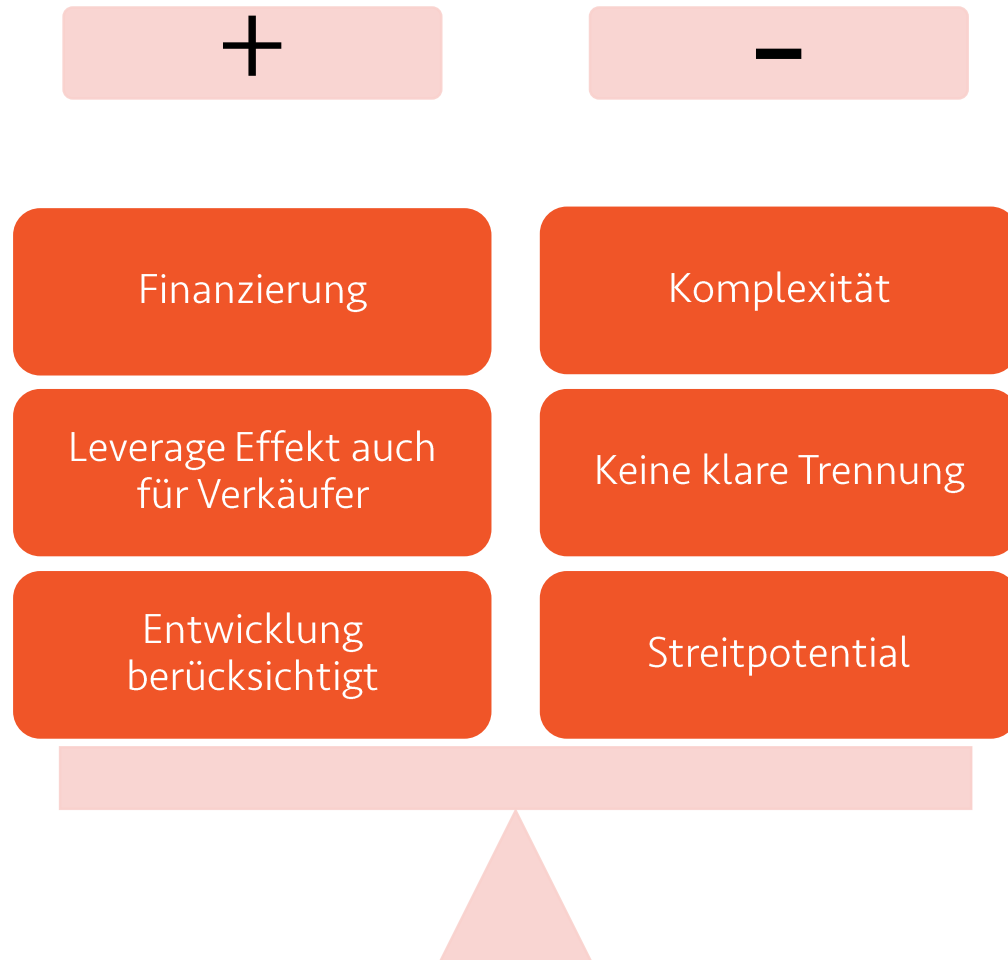 +
–
Finanzierung
Komplexität
Leverage Effekt auch
für Verkäufer
Keine klare Trennung
Entwicklung
berücksichtigt
Streitpotential